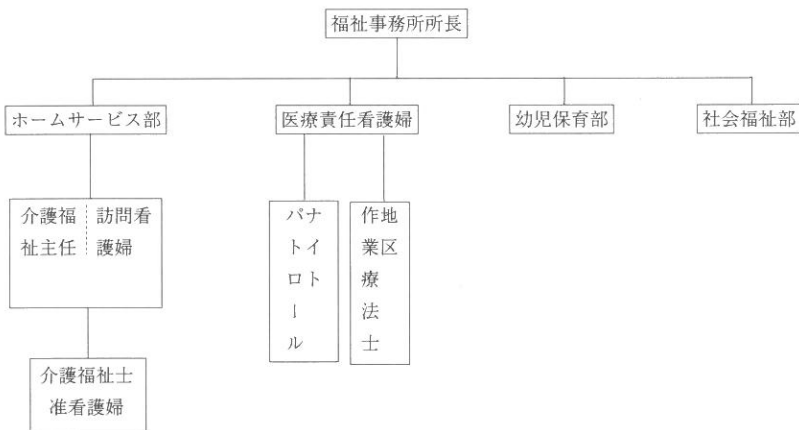 福祉事務所所長
ホームサービス部
医療責任看護婦
幼児保育部
社会福祉部
介護福
祉主任
訪問看
護婦
ナイト
パトロール
地区
作業療法士
介護福祉士
准看護婦